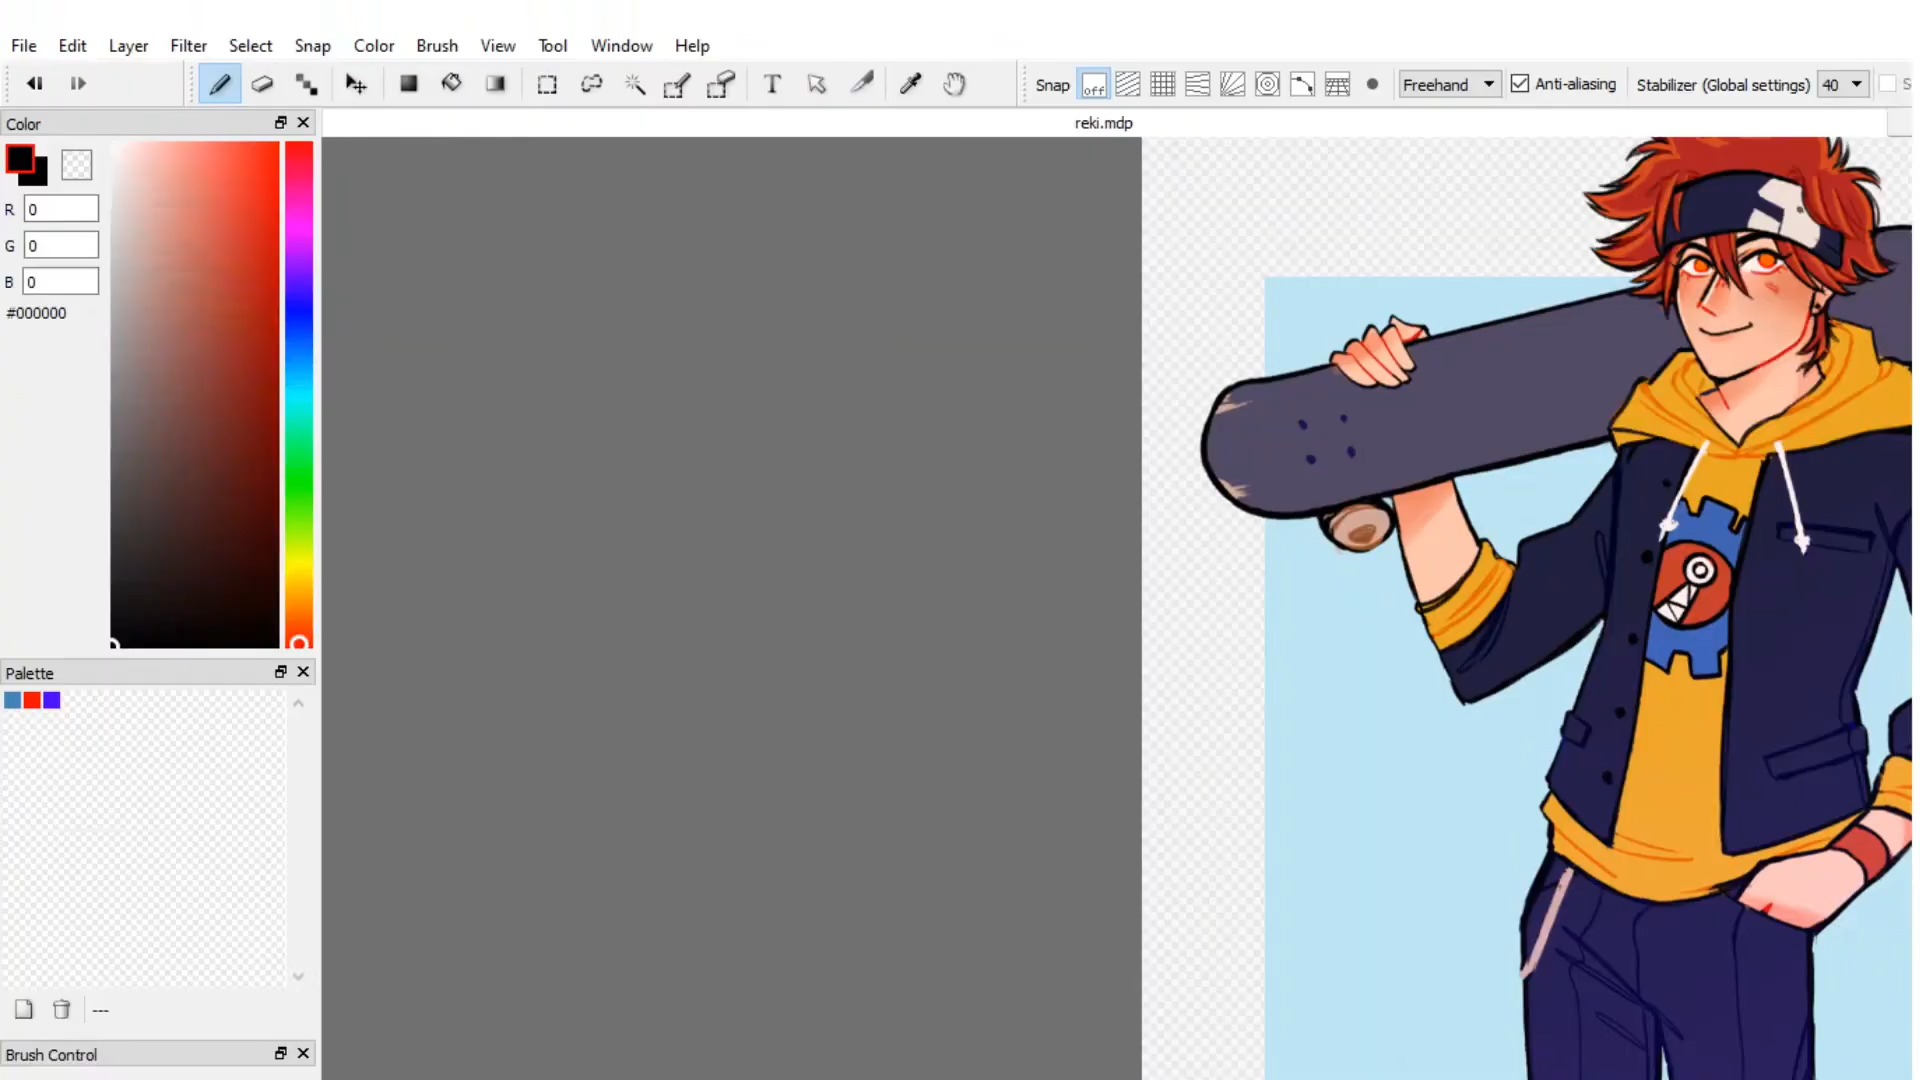 File Edit Layer Filter Select Snap Color Brush View Tool Window Help
T Snap off Freehand Anti-aliasing Stabilizer (Global settings) 40 S
Color
reki.mdp
R 0
G 0
B 0
#000000
Palette
---
Brush Control